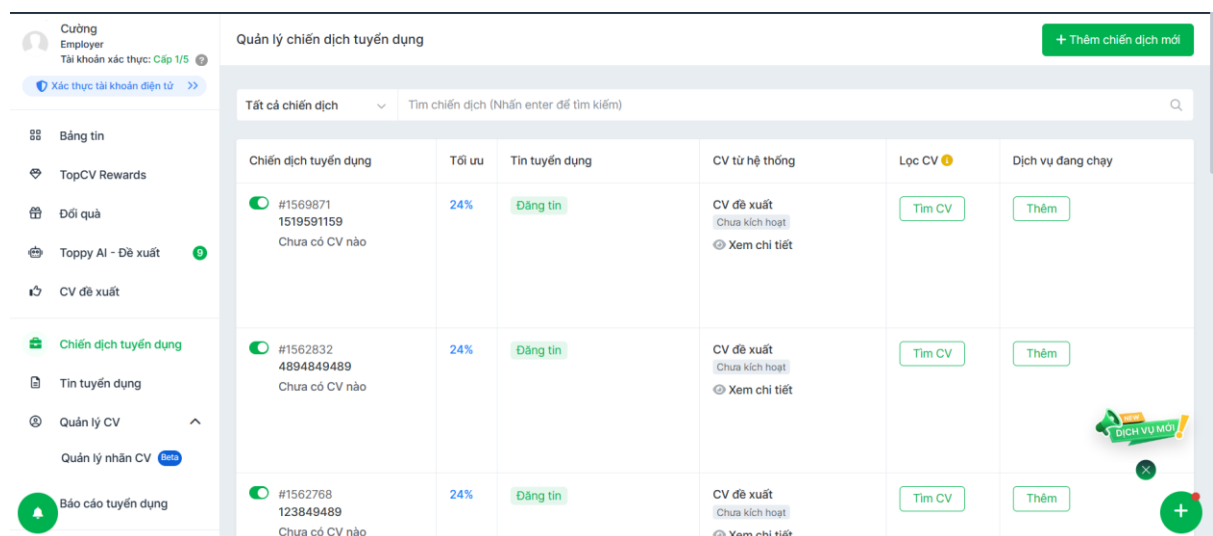 Cường
Employer
Tài khoản xác thực: Cấp 1/5 ?
Xác thực tài khoản điện tử >>
Bảng tin
TopCV Rewards
Đổi quà
Toppy AI - Đề xuất 9
CV đề xuất
Chiến dịch tuyển dụng
Tin tuyển dụng
Quản lý CV
Quản lý nhãn CV Beta
Báo cáo tuyển dụng
Quản lý chiến dịch tuyển dụng
+ Thêm chiến dịch mới
Tất cả chiến dịch
Tìm chiến dịch (Nhấn enter để tìm kiếm)
Chiến dịch tuyển dụng Tối ưu Tin tuyển dụng CV từ hệ thống Lọc CV Dịch vụ đang chạy
#1569871 24% Đăng tin CV đề xuất Tìm CV Thêm
1519591159 Chưa kích hoạt
Chưa có CV nào Xem chi tiết
#1562832 24% Đăng tin CV đề xuất Tìm CV Thêm
4894849489 Chưa kích hoạt
Chưa có CV nào Xem chi tiết
NEW
DỊCH VỤ MỚI
#1562768 24% Đăng tin CV đề xuất Tìm CV Thêm
123849489 Chưa kích hoạt
Chưa có CV nào Xem chi tiết